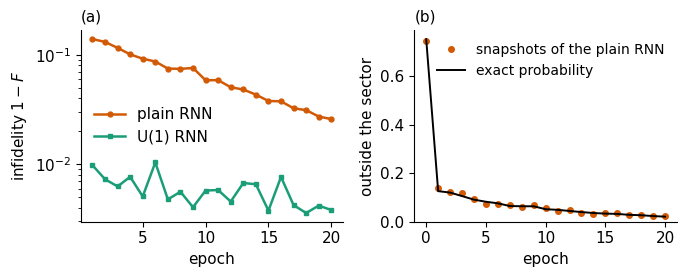 (a)
infidelity 1 − F
10⁻¹
10⁻²
plain RNN
U(1) RNN
5
10
15
20
epoch
(b)
outside the sector
0.6
0.4
0.2
0.0
snapshots of the plain RNN
exact probability
0
5
10
15
20
epoch